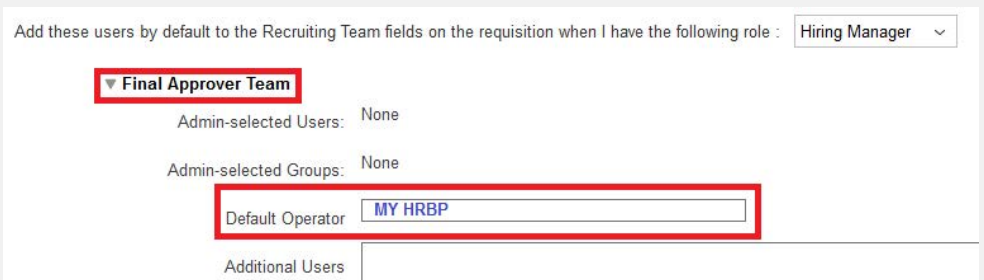 Add these users by default to the Recruiting Team fields on the requisition when I have the following role : Hiring Manager
Final Approver Team
Admin-selected Users: None
Admin-selected Groups: None
Default Operator MY HRBP
Additional Users